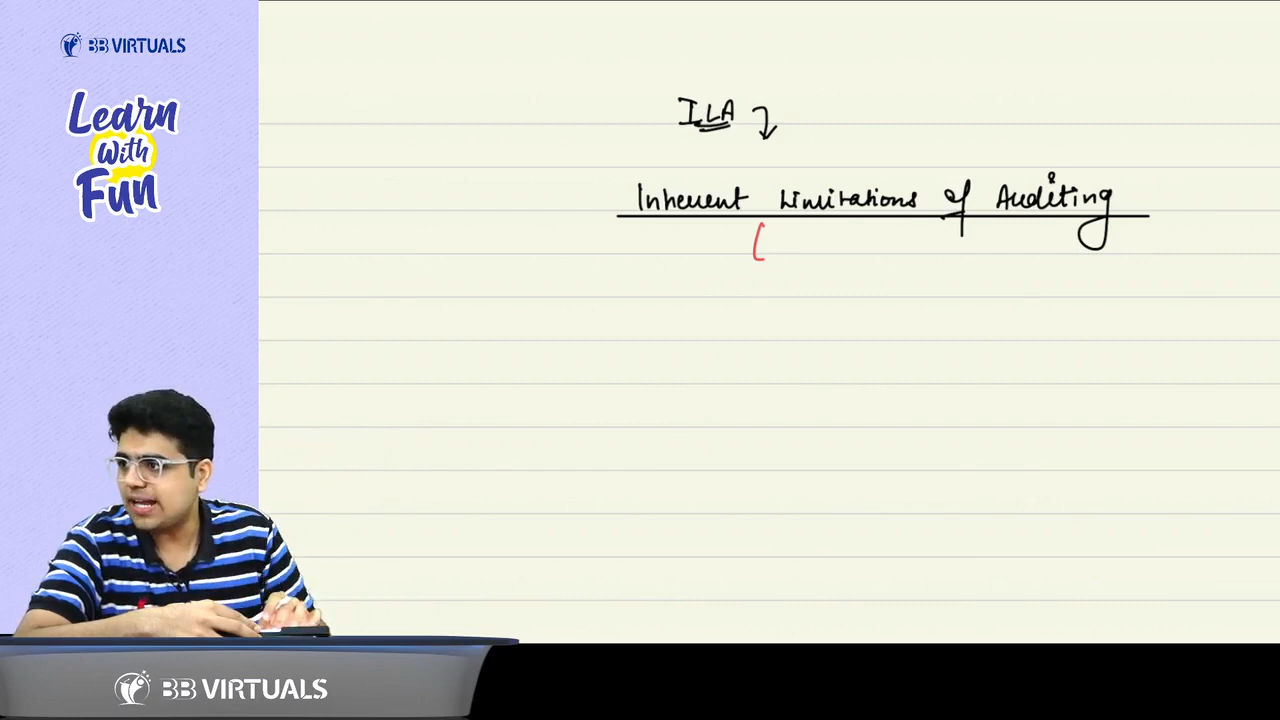 BB VIRTUALS
Learn
With
Fun
ILA
Inherent Limitations of Auditing
BB VIRTUALS